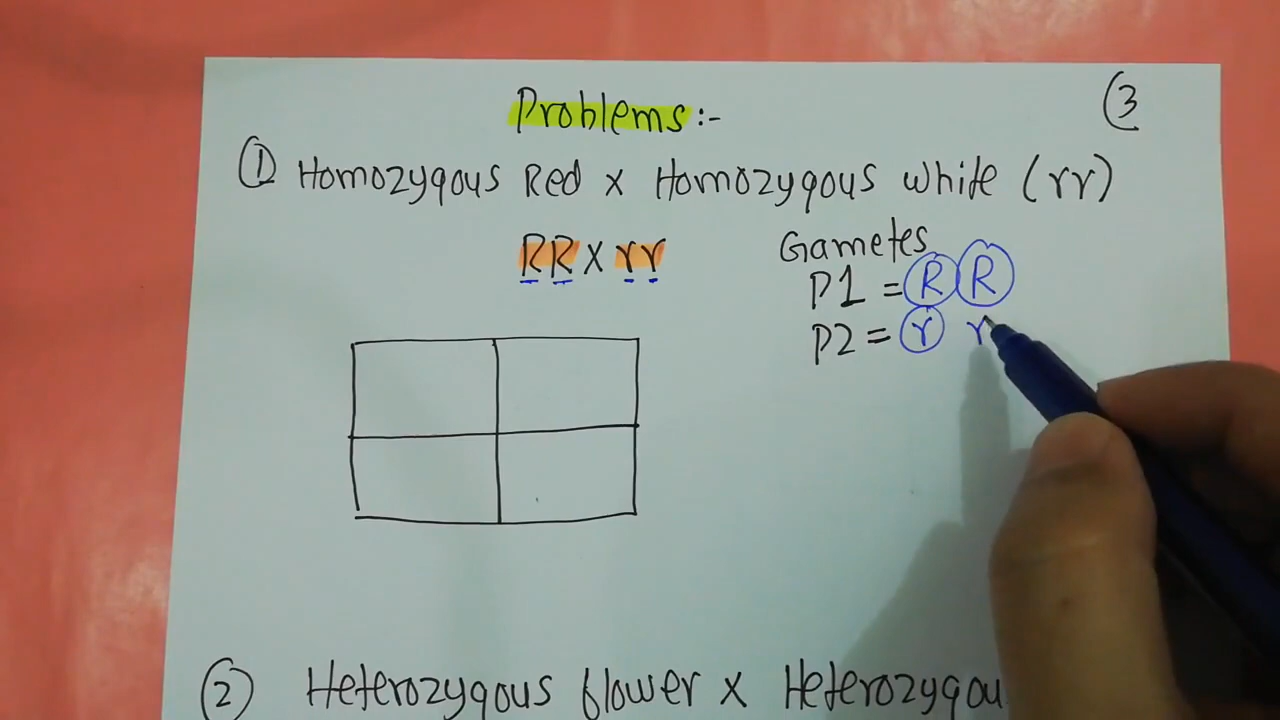 Problems:-
(3
① Homozygous Red x Homozygous white (rr)
RR X rr
Gametes
P1 = R R
P2 = r r
② Heterozygous flower x Heterozygou